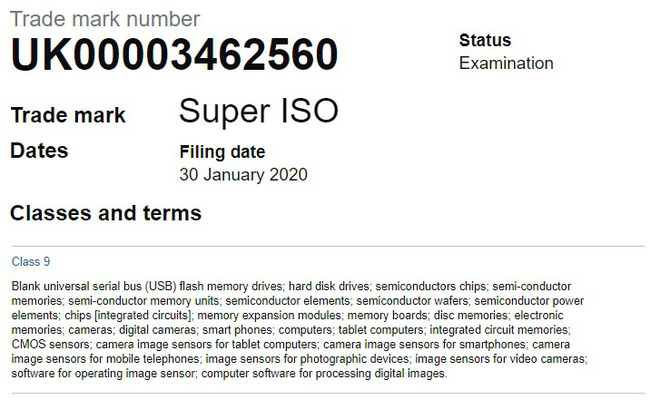 Trade mark number
UK00003462560
Status
Examination
Trade mark
Super ISO
Dates
Filing date
30 January 2020
Classes and terms
Class 9
Blank universal serial bus (USB) flash memory drives; hard disk drives; semiconductors chips; semi-conductor
memories; semi-conductor memory units; semiconductor elements; semiconductor wafers; semiconductor power
elements; chips [integrated circuits]; memory expansion modules; memory boards; disc memories; electronic
memories; cameras; digital cameras; smart phones; computers; tablet computers; integrated circuit memories;
CMOS sensors; camera image sensors for tablet computers; camera image sensors for smartphones; camera
image sensors for mobile telephones; image sensors for photographic devices; image sensors for video cameras;
software for operating image sensor; computer software for processing digital images.